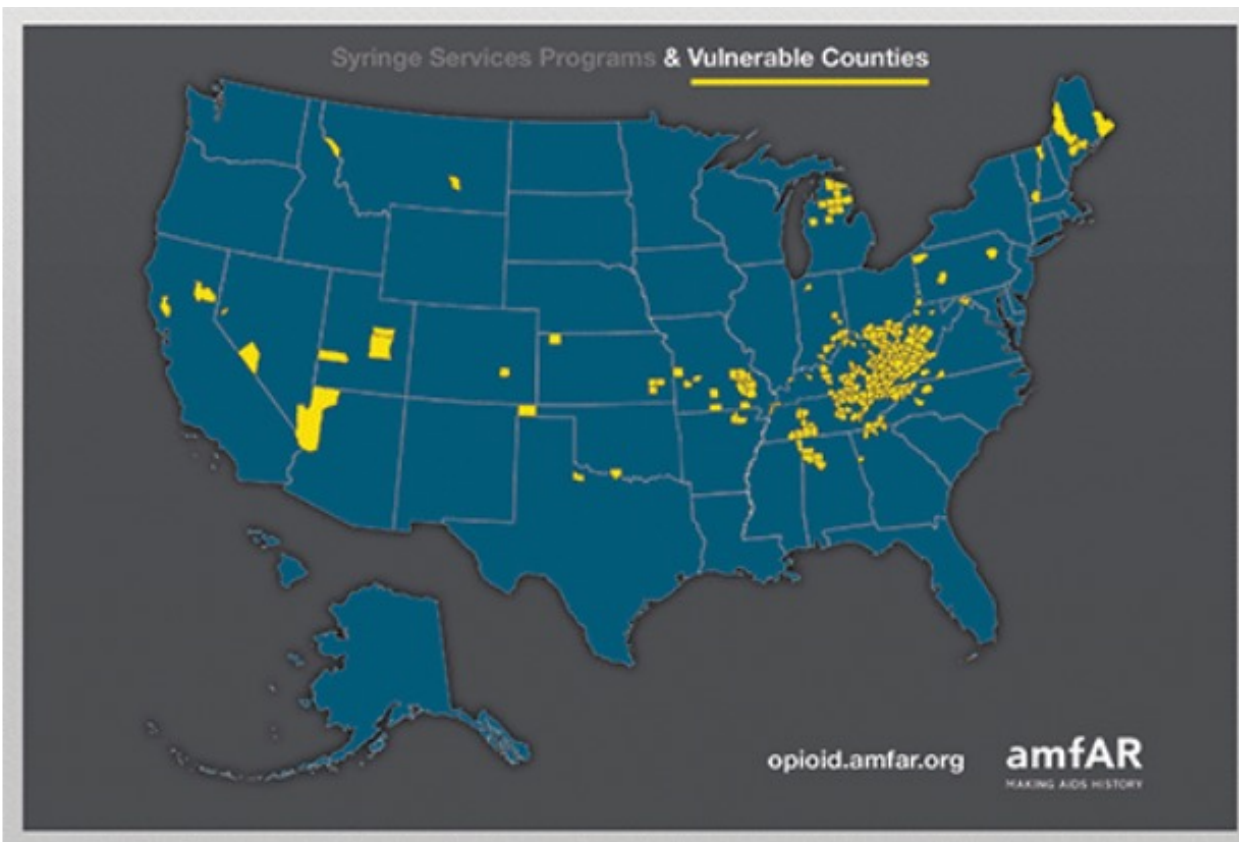 Syringe Services Programs & Vulnerable Counties
opioid.amfar.org
amfAR
MAKING AIDS HISTORY